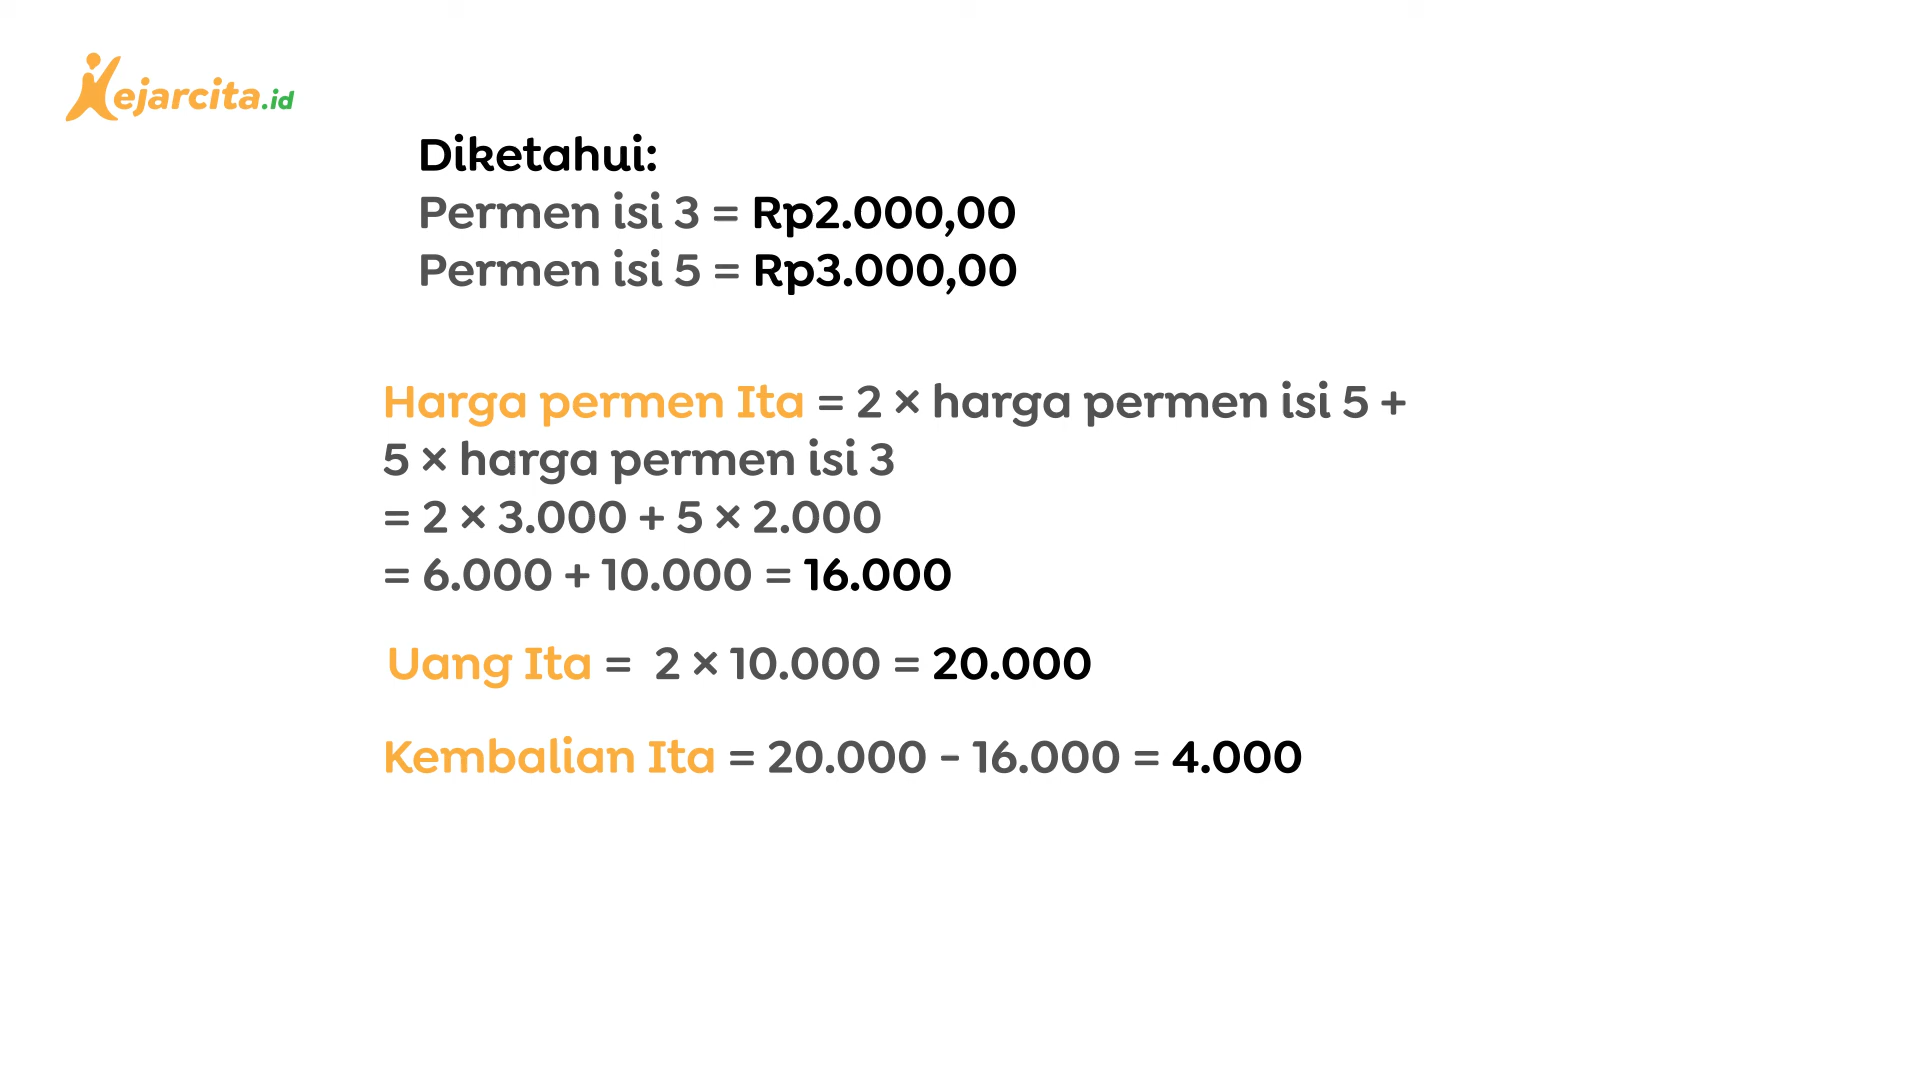 Kejarcita.id
Diketahui:
Permen isi 3 = Rp2.000,00
Permen isi 5 = Rp3.000,00
Harga permen Ita = 2 × harga permen isi 5 +
5 × harga permen isi 3
= 2 × 3.000 + 5 × 2.000
= 6.000 + 10.000 = 16.000
Uang Ita = 2 × 10.000 = 20.000
Kembalian Ita = 20.000 - 16.000 = 4.000